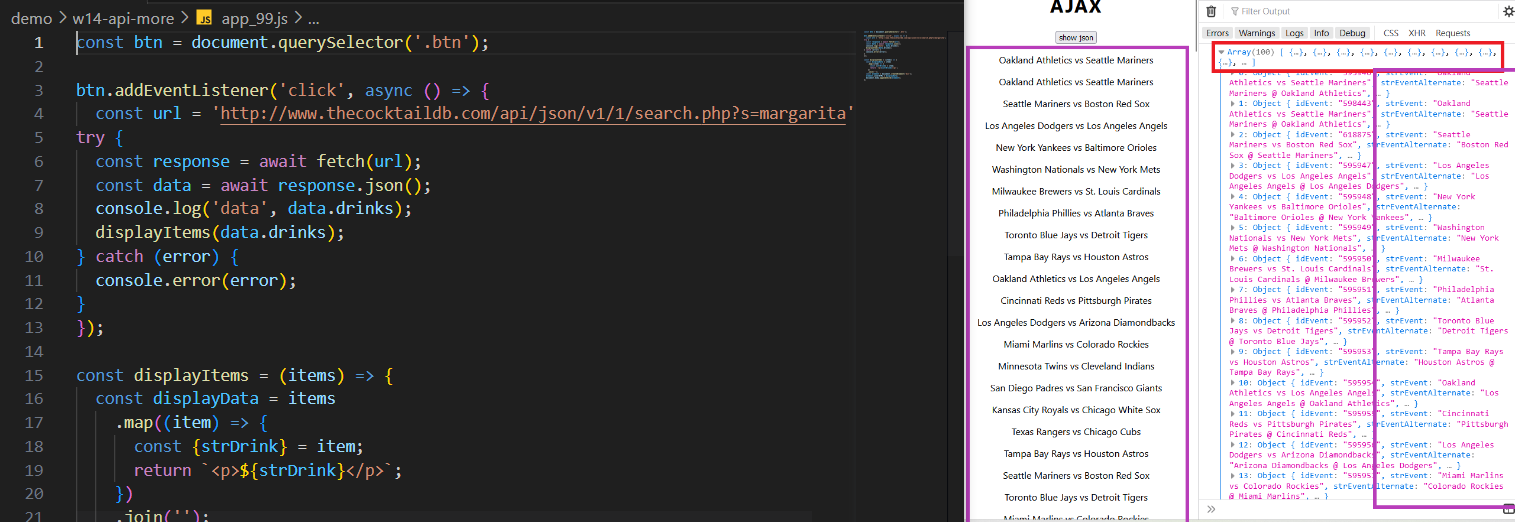 demo > w14-api-more > JS app_99.js > ...
1 const btn = document.querySelector('.btn');
2
3 btn.addEventListener('click', async () => {
4 const url = 'http://www.thecocktaildb.com/api/json/v1/1/search.php?s=margarita'
5 try {
6 const response = await fetch(url);
7 const data = await response.json();
8 console.log('data', data.drinks);
9 displayItems(data.drinks);
10 } catch (error) {
11 console.error(error);
12 }
13 });
14
15 const displayItems = (items) => {
16 const displayData = items
17 .map((item) => {
18 const {strDrink} = item;
19 return `<p>${strDrink}</p>`;
20 })
21 .join('');
AJAX
show json
Oakland Athletics vs Seattle Mariners
Oakland Athletics vs Seattle Mariners
Seattle Mariners vs Boston Red Sox
Los Angeles Dodgers vs Los Angeles Angels
New York Yankees vs Baltimore Orioles
Washington Nationals vs New York Mets
Milwaukee Brewers vs St. Louis Cardinals
Philadelphia Phillies vs Atlanta Braves
Toronto Blue Jays vs Detroit Tigers
Tampa Bay Rays vs Houston Astros
Oakland Athletics vs Los Angeles Angels
Cincinnati Reds vs Pittsburgh Pirates
Los Angeles Dodgers vs Arizona Diamondbacks
Miami Marlins vs Colorado Rockies
Minnesota Twins vs Cleveland Indians
San Diego Padres vs San Francisco Giants
Kansas City Royals vs Chicago White Sox
Texas Rangers vs Chicago Cubs
Tampa Bay Rays vs Houston Astros
Seattle Mariners vs Boston Red Sox
Toronto Blue Jays vs Detroit Tigers
Miami Marlins vs Colorado Rockies
Filter Output
Errors Warnings Logs Info Debug CSS XHR Requests
Array(100) [ {…}, {…}, {…}, {…}, {…}, {…}, {…}, {…}, {…},
{…}, … ]
Athletics vs Seattle Mariners", strEventAlternate: "Seattle
Mariners @ Oakland Athletics", … }
1: Object { idEvent: "598443", strEvent: "Oakland
Athletics vs Seattle Mariners", strEventAlternate: "Seattle
Mariners @ Oakland Athletics", … }
2: Object { idEvent: "618875", strEvent: "Seattle
Mariners vs Boston Red Sox", strEventAlternate: "Boston Red
Sox @ Seattle Mariners", … }
3: Object { idEvent: "595947", strEvent: "Los Angeles
Dodgers vs Los Angeles Angels", strEventAlternate: "Los
Angeles Angels @ Los Angeles Dodgers", … }
4: Object { idEvent: "595948", strEvent: "New York
Yankees vs Baltimore Orioles", strEventAlternate:
"Baltimore Orioles @ New York Yankees", … }
5: Object { idEvent: "595949", strEvent: "Washington
Nationals vs New York Mets", strEventAlternate: "New York
Mets @ Washington Nationals", … }
6: Object { idEvent: "595950", strEvent: "Milwaukee
Brewers vs St. Louis Cardinals", strEventAlternate: "St.
Louis Cardinals @ Milwaukee Brewers", … }
7: Object { idEvent: "595951", strEvent: "Philadelphia
Phillies vs Atlanta Braves", strEventAlternate: "Atlanta
Braves @ Philadelphia Phillies", … }
8: Object { idEvent: "595952", strEvent: "Toronto Blue
Jays vs Detroit Tigers", strEventAlternate: "Detroit Tigers
@ Toronto Blue Jays", … }
9: Object { idEvent: "595953", strEvent: "Tampa Bay Rays
vs Houston Astros", strEventAlternate: "Houston Astros @
Tampa Bay Rays", … }
10: Object { idEvent: strEvent: "Oakland
Athletics vs Los Angeles Angels", strEventAlternate: "Los
Angeles Angels @ Oakland Athletics", … }
11: Object { idEvent: strEvent: "Cincinnati
Reds vs Pittsburgh Pirates", strEventAlternate: "Pittsburgh
Pirates @ Cincinnati Reds", … }
12: Object { idEvent: strEvent: "Los Angeles
Dodgers vs Arizona Diamondbacks", strEventAlternate:
"Arizona Diamondbacks @ Los Angeles Dodgers", … }
13: Object { idEvent: strEvent: "Miami Marlins
vs Colorado Rockies", strEventAlternate: "Colorado Rockies
@ Miami Marlins", … }